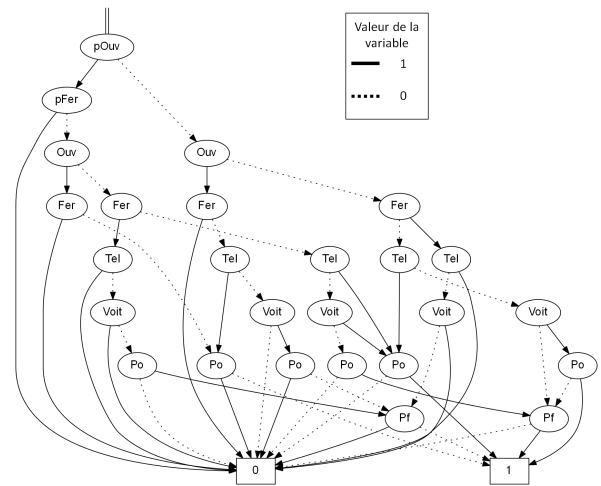 Valeur de la
variable
1
0
pOuv
pFer
Ouv
Ouv
Fer
Fer
Fer
Fer
Tel
Tel
Tel
Tel
Tel
Voit
Voit
Voit
Voit
Voit
Po
Po
Po
Po
Po
Po
Pf
Pf
0
1